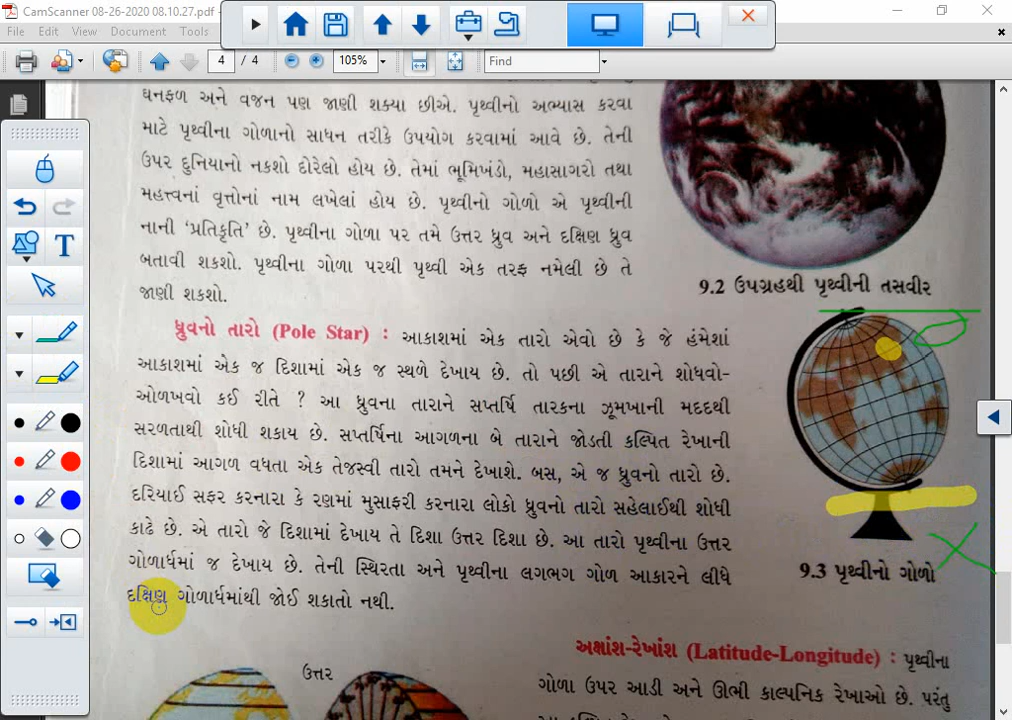 CamScanner 08-26-2020 08.10.27.pdf -
File Edit View Document Tools
4 / 4 105% Find
T
ઘનફળ અને વજન પણ જાણી શક્યા છીએ. પૃથ્વીનો અભ્યાસ કરવા
માટે પૃથ્વીના ગોળાનો સાધન તરીકે ઉપયોગ કરવામાં આવે છે. તેની
ઉપર દુનિયાનો નકશો દોરેલો હોય છે. તેમાં ભૂમિખંડો, મહાસાગરો તથા
મહત્ત્વનાં વૃત્તોનાં નામ લખેલાં હોય છે. પૃથ્વીનો ગોળો એ પૃથ્વીની
નાની ‘પ્રતિકૃતિ’ છે. પૃથ્વીના ગોળા પર તમે ઉત્તર ધ્રુવ અને દક્ષિણ ધ્રુવ
બતાવી શકશો. પૃથ્વીના ગોળા પરથી પૃથ્વી એક તરફ નમેલી છે તે
જાણી શકશો.
9.2 ઉપગ્રહથી પૃથ્વીની તસવીર
ધ્રુવનો તારો (Pole Star) : આકાશમાં એક તારો એવો છે કે જે હંમેશાં
આકાશમાં એક જ દિશામાં એક જ સ્થળે દેખાય છે. તો પછી એ તારાને શોધવો-
ઓળખવો કઈ રીતે ? આ ધ્રુવના તારાને સપ્તર્ષિ તારકના ઝૂમખાની મદદથી
સરળતાથી શોધી શકાય છે. સપ્તર્ષિના આગળના બે તારાને જોડતી કલ્પિત રેખાની
દિશામાં આગળ વધતા એક તેજસ્વી તારો તમને દેખાશે. બસ, એ જ ધ્રુવનો તારો છે.
દરિયાઈ સફર કરનારા કે રણમાં મુસાફરી કરનારા લોકો ધ્રુવનો તારો સહેલાઈથી શોધી
કાઢે છે. એ તારો જે દિશામાં દેખાય તે દિશા ઉત્તર દિશા છે. આ તારો પૃથ્વીના ઉત્તર
ગોળાર્ધમાં જ દેખાય છે. તેની સ્થિરતા અને પૃથ્વીના લગભગ ગોળ આકારને લીધે
દક્ષિણ ગોળાર્ધમાંથી જોઈ શકાતો નથી.
9.3 પૃથ્વીનો ગોળો
અક્ષાંશ-રેખાંશ (Latitude-Longitude) : પૃથ્વીના
ગોળા ઉપર આડી અને ઊભી કાલ્પનિક રેખાઓ છે. પરંતુ
ઉત્તર